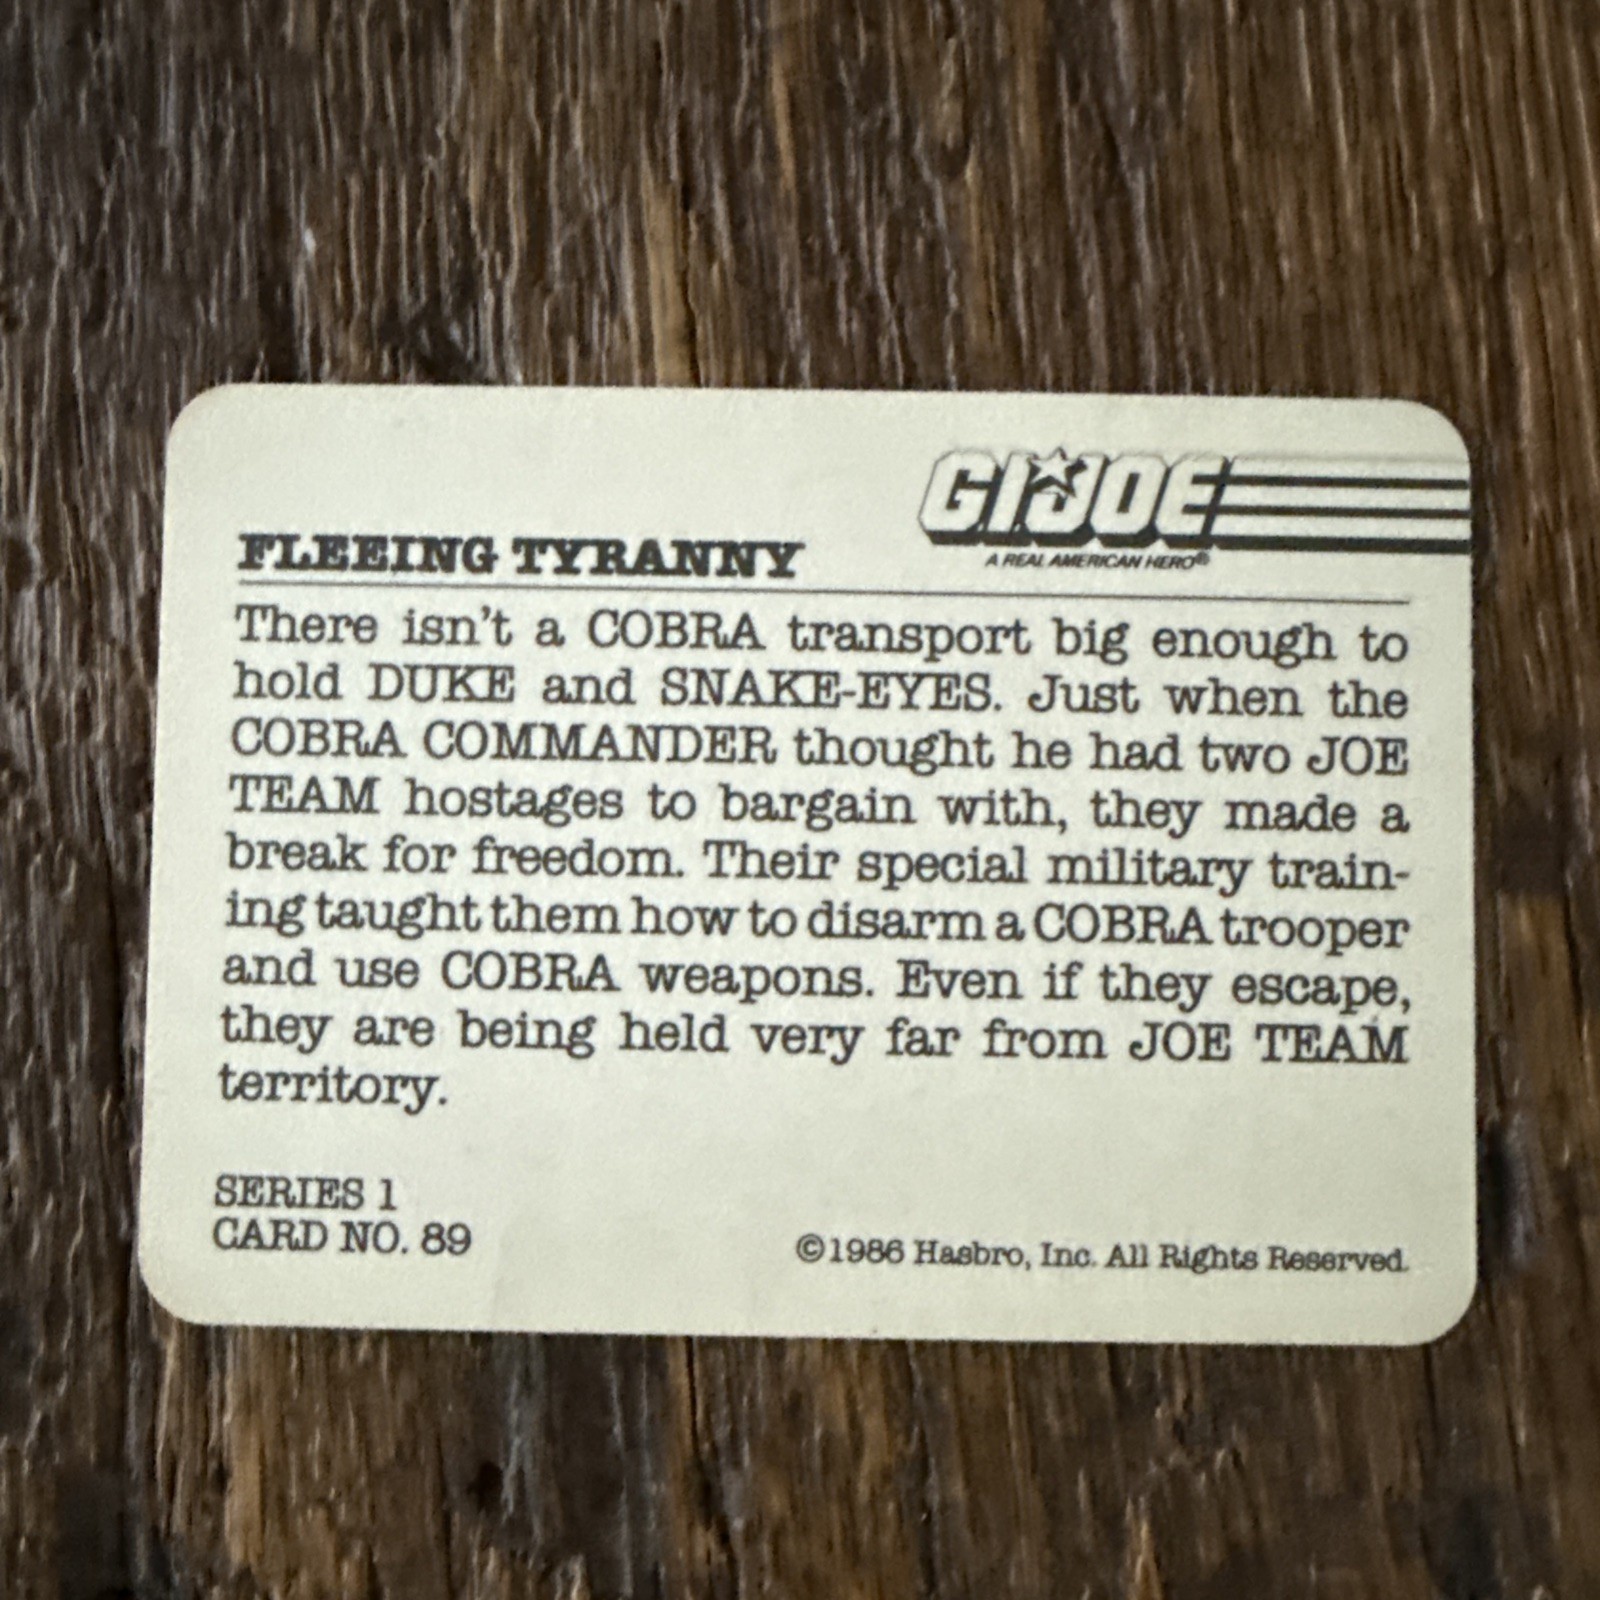 GI JOE
A REAL AMERICAN HERO®
FLEEING TYRANNY
There isn't a COBRA transport big enough to
hold DUKE and SNAKE-EYES. Just when the
COBRA COMMANDER thought he had two JOE
TEAM hostages to bargain with, they made a
break for freedom. Their special military train-
ing taught them how to disarm a COBRA trooper
and use COBRA weapons. Even if they escape,
they are being held very far from JOE TEAM
territory.
SERIES 1
CARD NO. 89
©1986 Hasbro, Inc. All Rights Reserved.